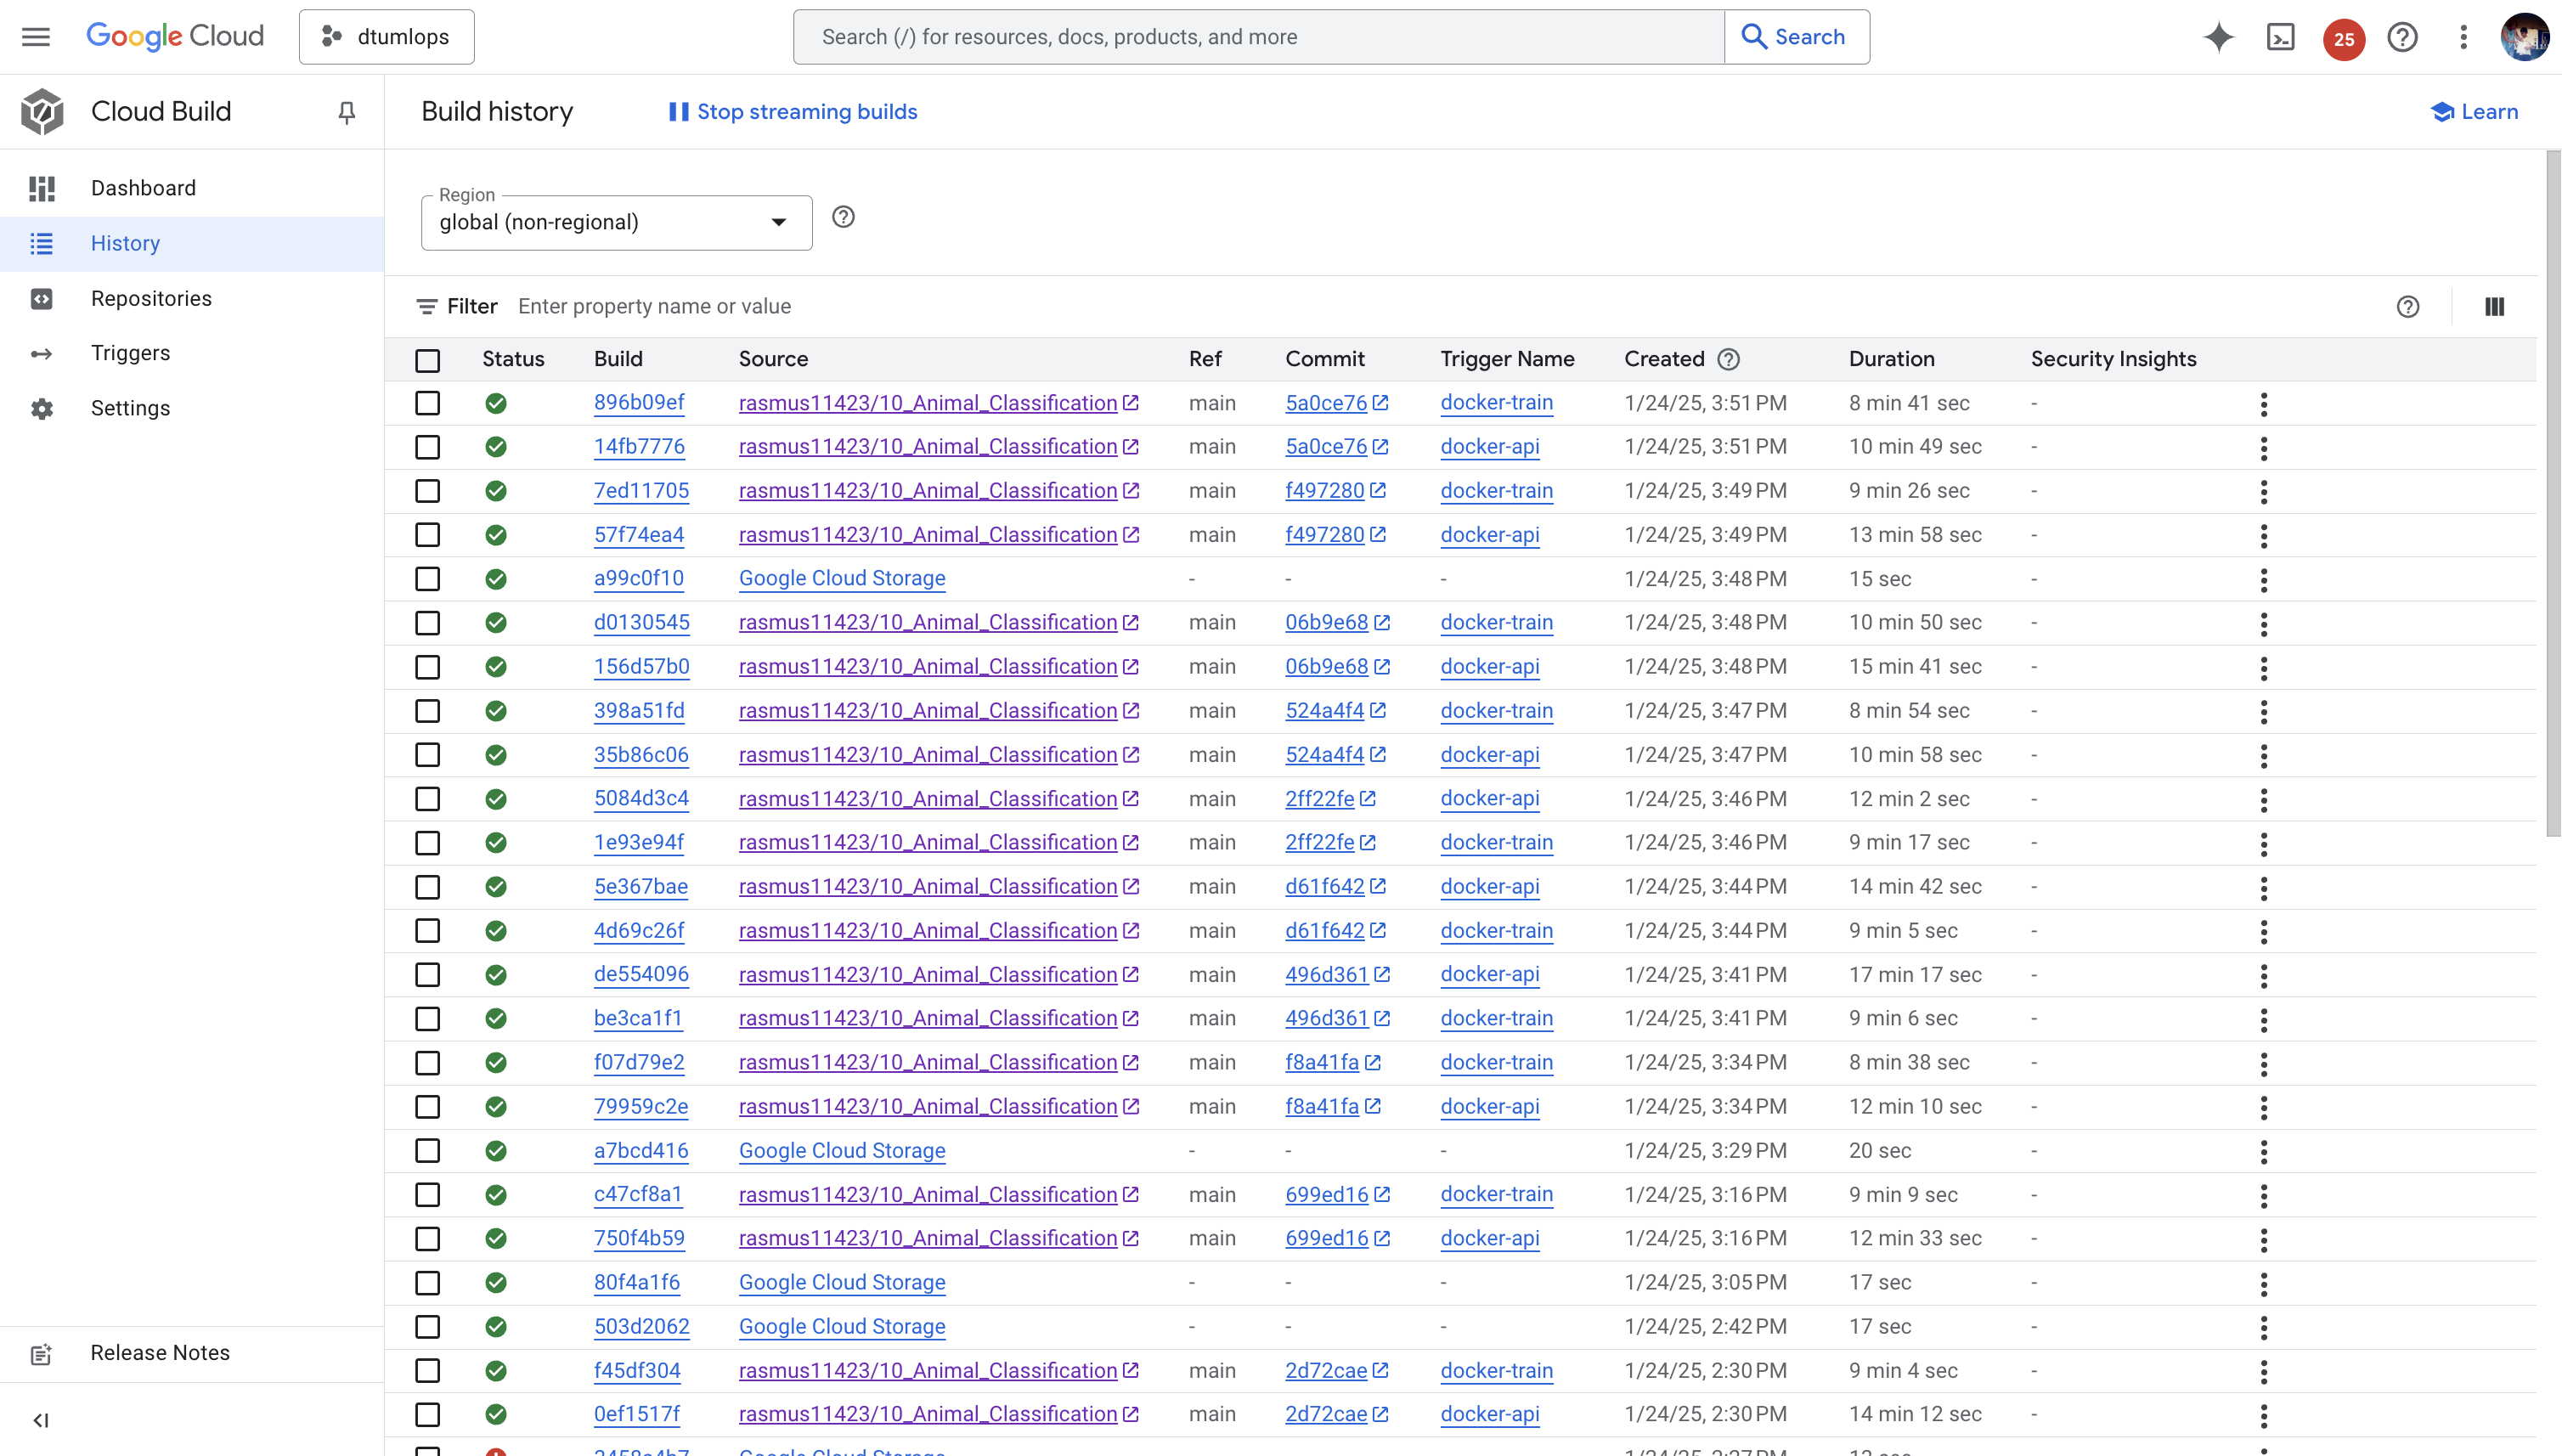 Google Cloud
dtumlops
Search (/) for resources, docs, products, and more
Search
25
Cloud Build
Build history
Stop streaming builds
Learn
Dashboard
History
Repositories
Triggers
Settings
Release Notes
Region
global (non-regional)
Filter Enter property name or value
Status Build Source Ref Commit Trigger Name Created Duration Security Insights
896b09ef rasmus11423/10_Animal_Classification main 5a0ce76 docker-train 1/24/25, 3:51 PM 8 min 41 sec -
14fb7776 rasmus11423/10_Animal_Classification main 5a0ce76 docker-api 1/24/25, 3:51 PM 10 min 49 sec -
7ed11705 rasmus11423/10_Animal_Classification main f497280 docker-train 1/24/25, 3:49 PM 9 min 26 sec -
57f74ea4 rasmus11423/10_Animal_Classification main f497280 docker-api 1/24/25, 3:49 PM 13 min 58 sec -
a99c0f10 Google Cloud Storage - - - 1/24/25, 3:48 PM 15 sec -
d0130545 rasmus11423/10_Animal_Classification main 06b9e68 docker-train 1/24/25, 3:48 PM 10 min 50 sec -
156d57b0 rasmus11423/10_Animal_Classification main 06b9e68 docker-api 1/24/25, 3:48 PM 15 min 41 sec -
398a51fd rasmus11423/10_Animal_Classification main 524a4f4 docker-train 1/24/25, 3:47 PM 8 min 54 sec -
35b86c06 rasmus11423/10_Animal_Classification main 524a4f4 docker-api 1/24/25, 3:47 PM 10 min 58 sec -
5084d3c4 rasmus11423/10_Animal_Classification main 2ff22fe docker-api 1/24/25, 3:46 PM 12 min 2 sec -
1e93e94f rasmus11423/10_Animal_Classification main 2ff22fe docker-train 1/24/25, 3:46 PM 9 min 17 sec -
5e367bae rasmus11423/10_Animal_Classification main d61f642 docker-api 1/24/25, 3:44 PM 14 min 42 sec -
4d69c26f rasmus11423/10_Animal_Classification main d61f642 docker-train 1/24/25, 3:44 PM 9 min 5 sec -
de554096 rasmus11423/10_Animal_Classification main 496d361 docker-api 1/24/25, 3:41 PM 17 min 17 sec -
be3ca1f1 rasmus11423/10_Animal_Classification main 496d361 docker-train 1/24/25, 3:41 PM 9 min 6 sec -
f07d79e2 rasmus11423/10_Animal_Classification main f8a41fa docker-train 1/24/25, 3:34 PM 8 min 38 sec -
79959c2e rasmus11423/10_Animal_Classification main f8a41fa docker-api 1/24/25, 3:34 PM 12 min 10 sec -
a7bcd416 Google Cloud Storage - - - 1/24/25, 3:29 PM 20 sec -
c47cf8a1 rasmus11423/10_Animal_Classification main 699ed16 docker-train 1/24/25, 3:16 PM 9 min 9 sec -
750f4b59 rasmus11423/10_Animal_Classification main 699ed16 docker-api 1/24/25, 3:16 PM 12 min 33 sec -
80f4a1f6 Google Cloud Storage - - - 1/24/25, 3:05 PM 17 sec -
503d2062 Google Cloud Storage - - - 1/24/25, 2:42 PM 17 sec -
f45df304 rasmus11423/10_Animal_Classification main 2d72cae docker-train 1/24/25, 2:30 PM 9 min 4 sec -
0ef1517f rasmus11423/10_Animal_Classification main 2d72cae docker-api 1/24/25, 2:30 PM 14 min 12 sec -
Google Cloud Storage